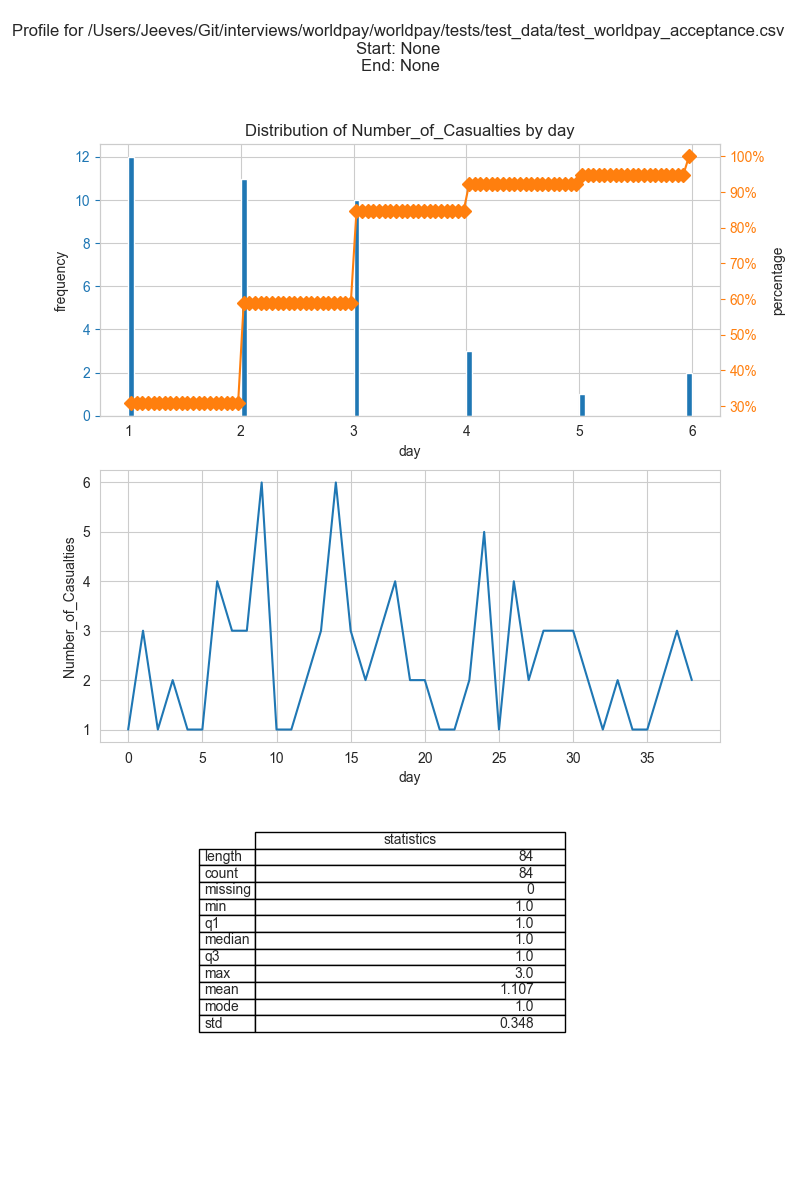 Profile for /Users/Jeeves/Git/interviews/worldpay/worldpay/tests/test_data/test_worldpay_acceptance.csv
Start: None
End: None
Distribution of Number_of_Casualties by day
12
10
8
6
4
2
0
frequency
100%
90%
80%
70%
60%
50%
40%
30%
percentage
1 2 3 4 5 6
day
6
5
4
3
2
1
Number_of_Casualties
0 5 10 15 20 25 30 35
day
statistics
length 84
count 84
missing 0
min 1.0
q1 1.0
median 1.0
q3 1.0
max 3.0
mean 1.107
mode 1.0
std 0.348